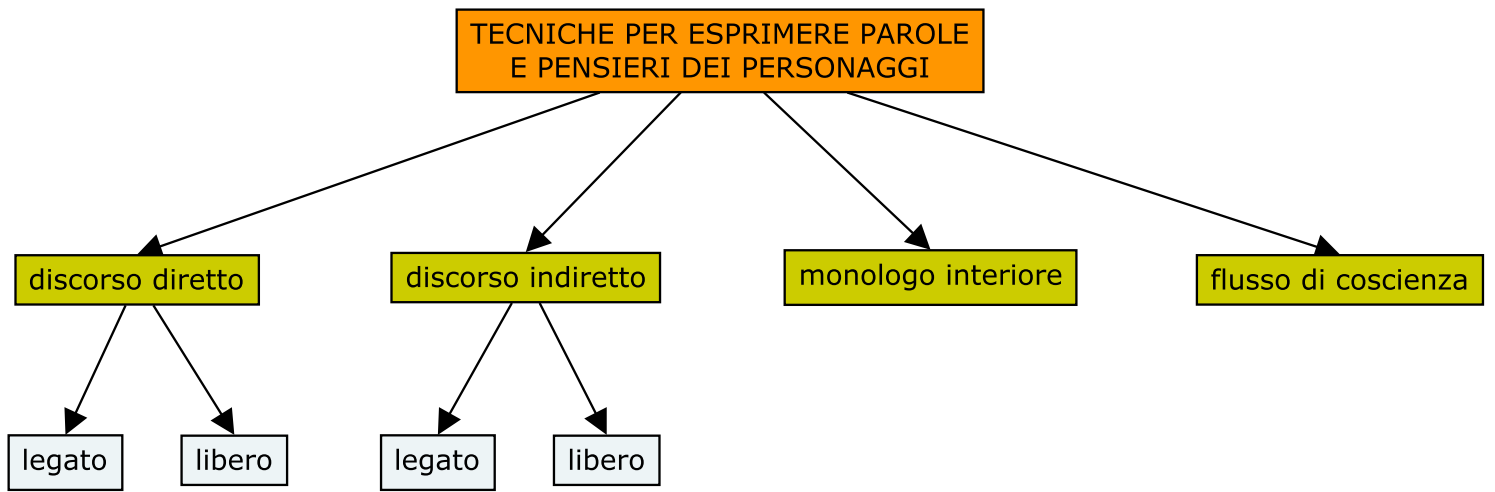 TECNICHE PER ESPRIMERE PAROLE
E PENSIERI DEI PERSONAGGI
discorso diretto
discorso indiretto
monologo interiore
flusso di coscienza
legato
libero
legato
libero